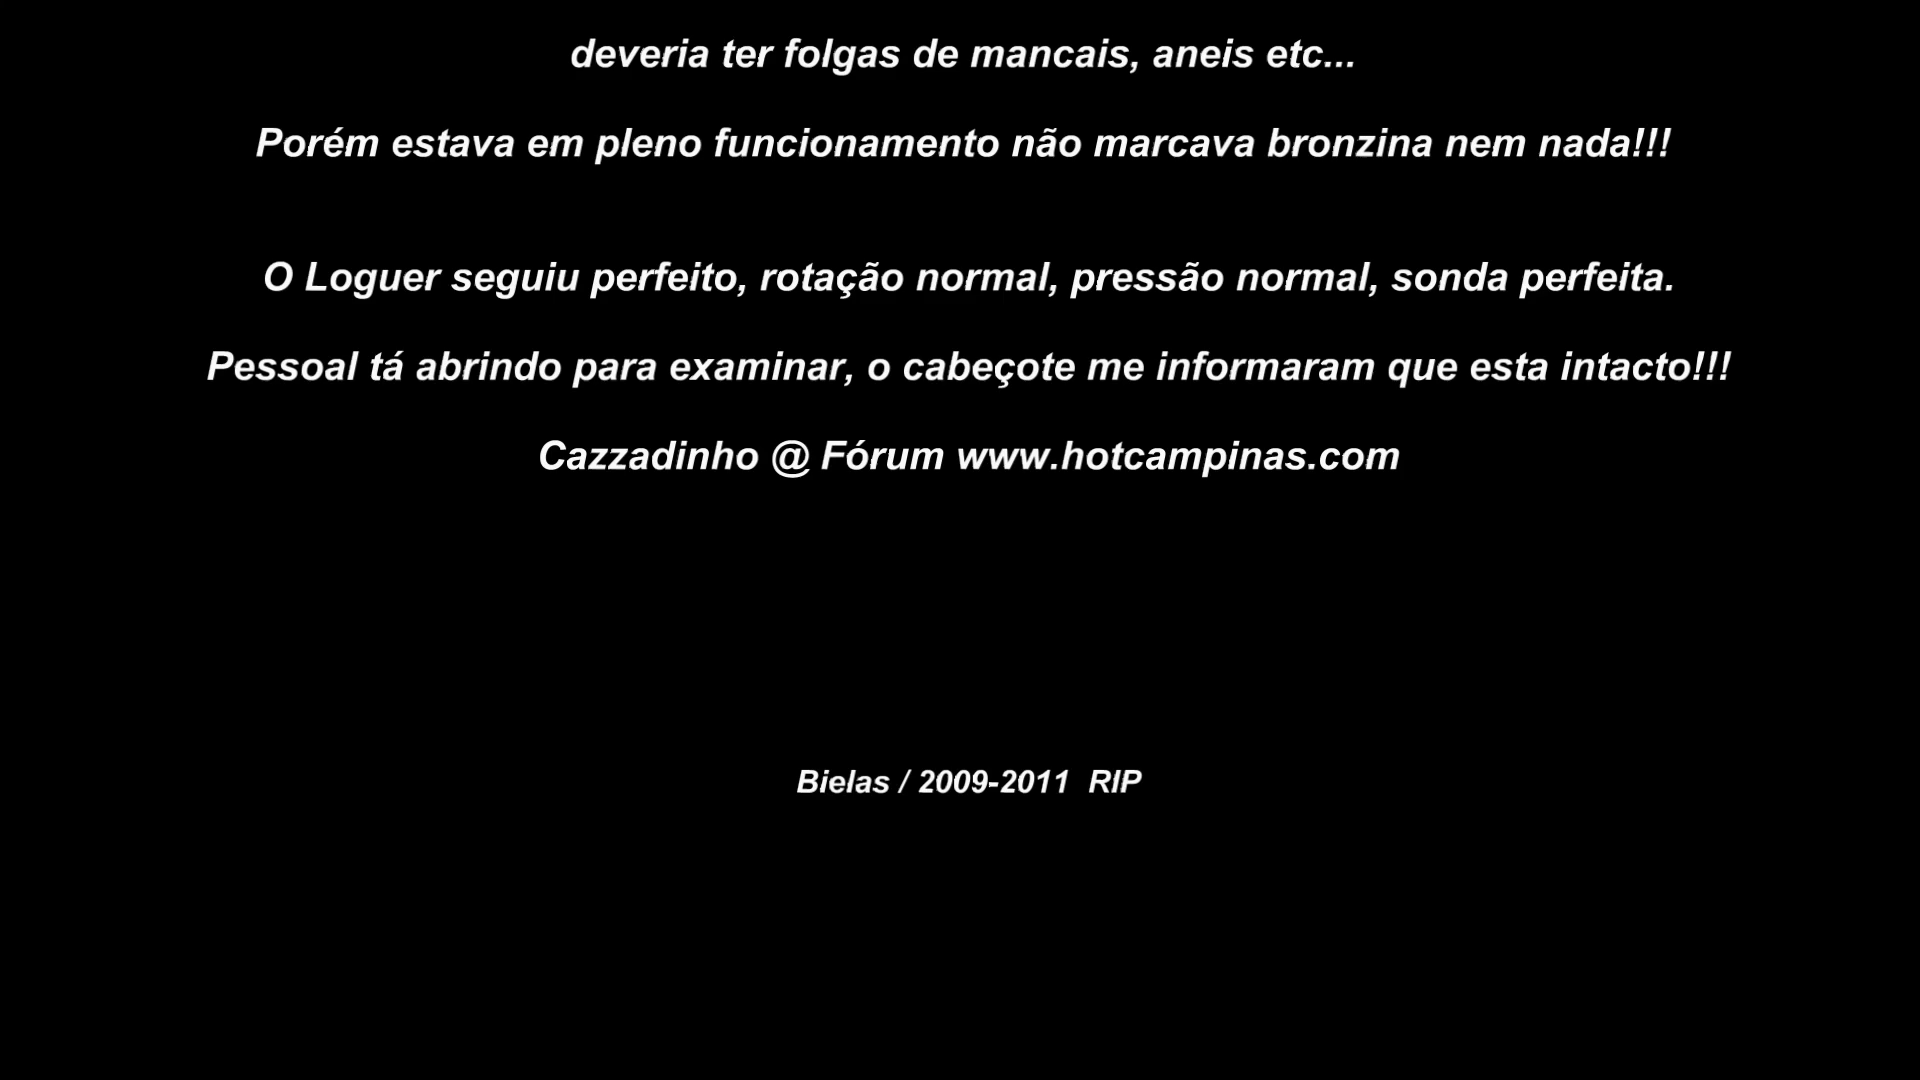 deveria ter folgas de mancais, aneis etc...
Porém estava em pleno funcionamento não marcava bronzina nem nada!!!
O Loguer seguiu perfeito, rotação normal, pressão normal, sonda perfeita.
Pessoal tá abrindo para examinar, o cabeçote me informaram que esta intacto!!!
Cazzadinho @ Fórum www.hotcampinas.com
Bielas / 2009-2011  RIP